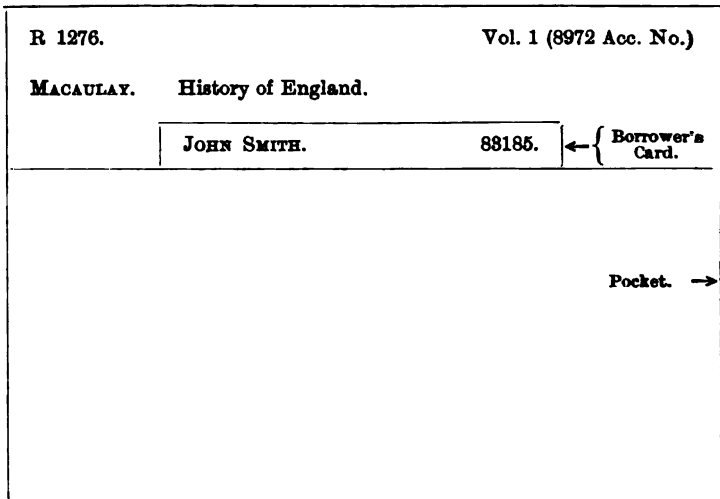 R 1276. Vol. 1 (8972 Acc. No.)
MACAULAY. History of England.
JOHN SMITH. 83185. ←{ Borrower's
Card.
Pocket. →